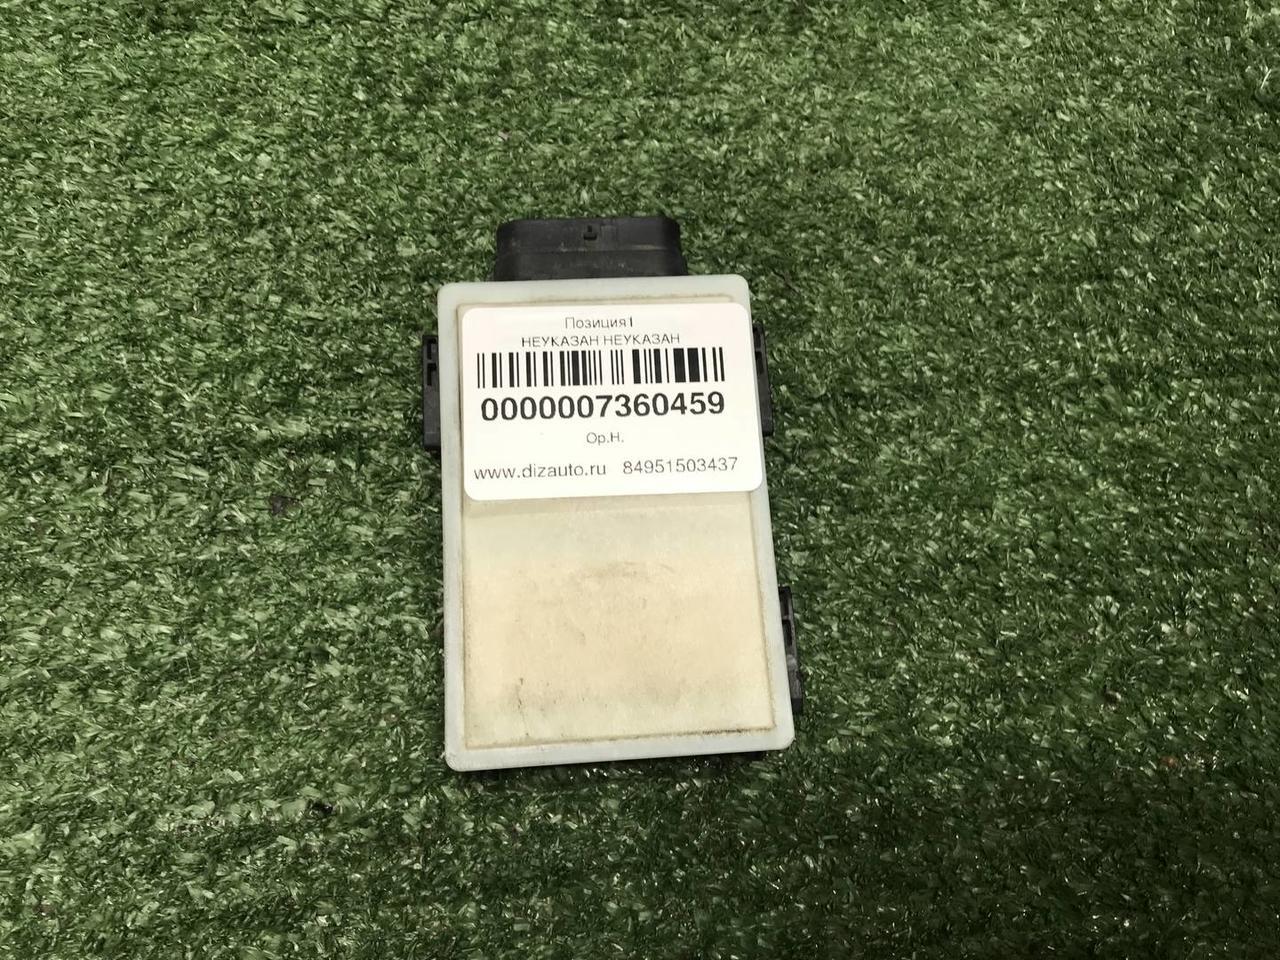 Позиция1
НЕУКАЗАН НЕУКАЗАН
0000007360459
Ор.Н.
www.dizauto.ru 84951503437